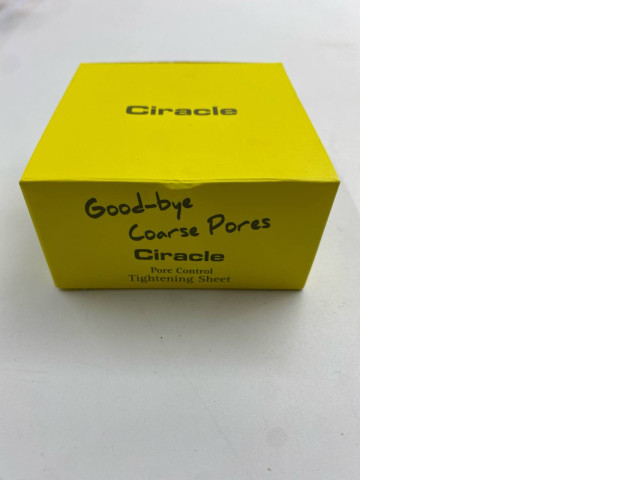 Ciracle
Good-bye
Coarse Pores
Ciracle
Pore Control
Tightening Sheet